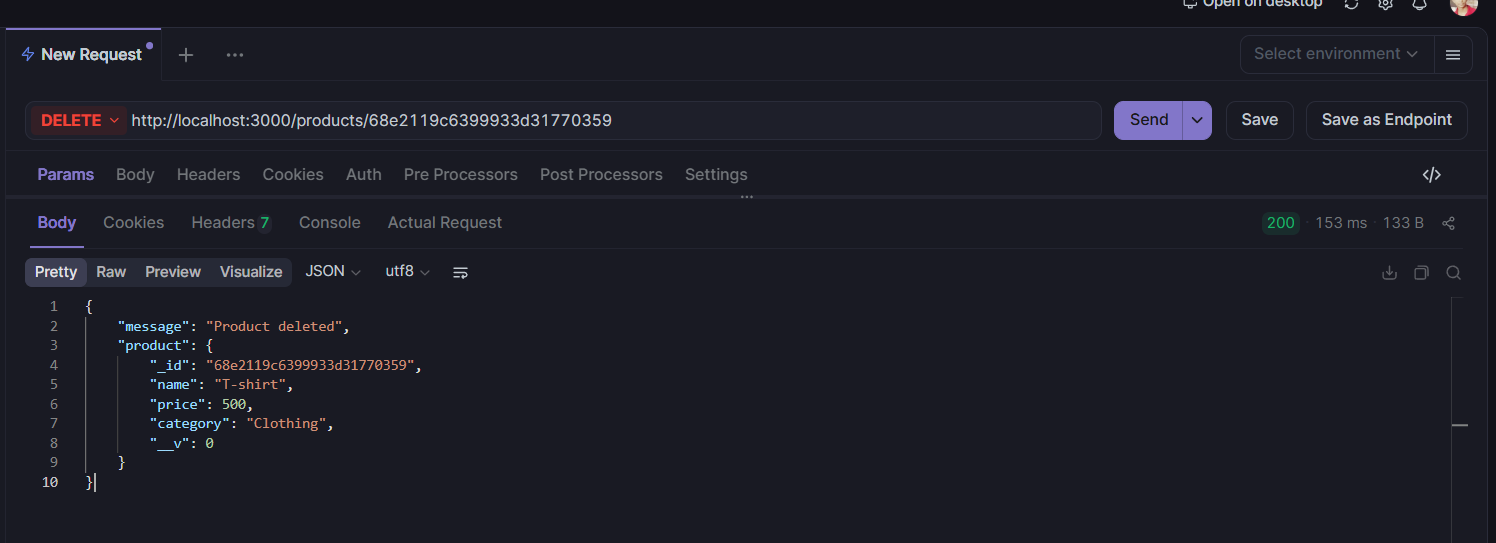 Open on desktop
New Request
Select environment
DELETE http://localhost:3000/products/68e2119c6399933d31770359 Send Save Save as Endpoint
Params Body Headers Cookies Auth Pre Processors Post Processors Settings
Body Cookies Headers 7 Console Actual Request 200 · 153 ms · 133 B
Pretty Raw Preview Visualize JSON utf8
1 {
2 "message": "Product deleted",
3 "product": {
4 "_id": "68e2119c6399933d31770359",
5 "name": "T-shirt",
6 "price": 500,
7 "category": "Clothing",
8 "__v": 0
9 }
10 }